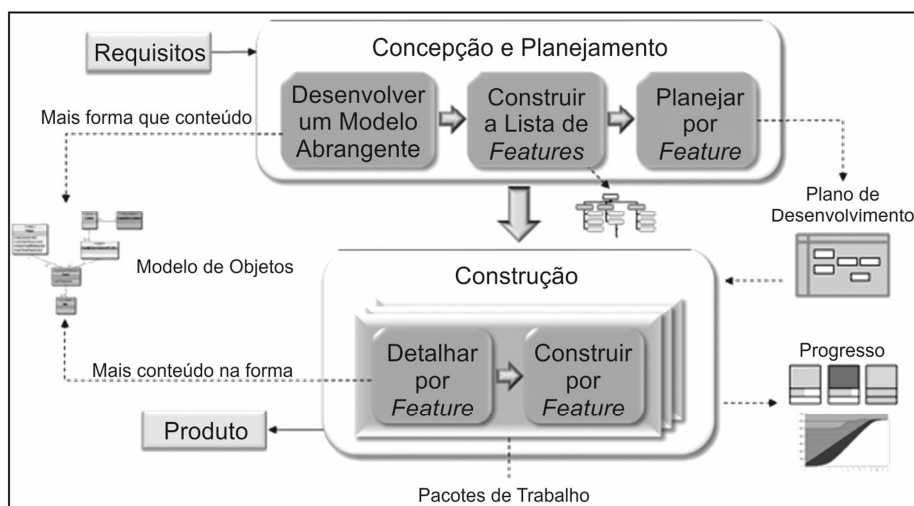 Requisitos
Concepção e Planejamento
Desenvolver
um Modelo
Abrangente
Construir
a Lista de
Features
Planejar
por
Feature
Mais forma que conteúdo
Plano de
Desenvolvimento
Modelo de Objetos
Construção
Detalhar
por
Feature
Construir
por
Feature
Mais conteúdo na forma
Progresso
Produto
Pacotes de Trabalho